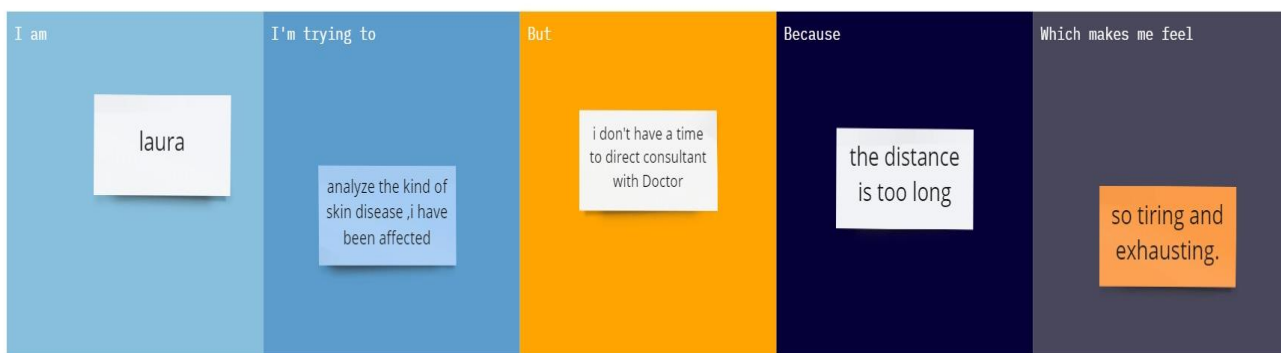 I am
laura
I'm trying to
analyze the kind of
skin disease ,i have
been affected
But
i don't have a time
to direct consultant
with Doctor
Because
the distance
is too long
Which makes me feel
so tiring and
exhausting.